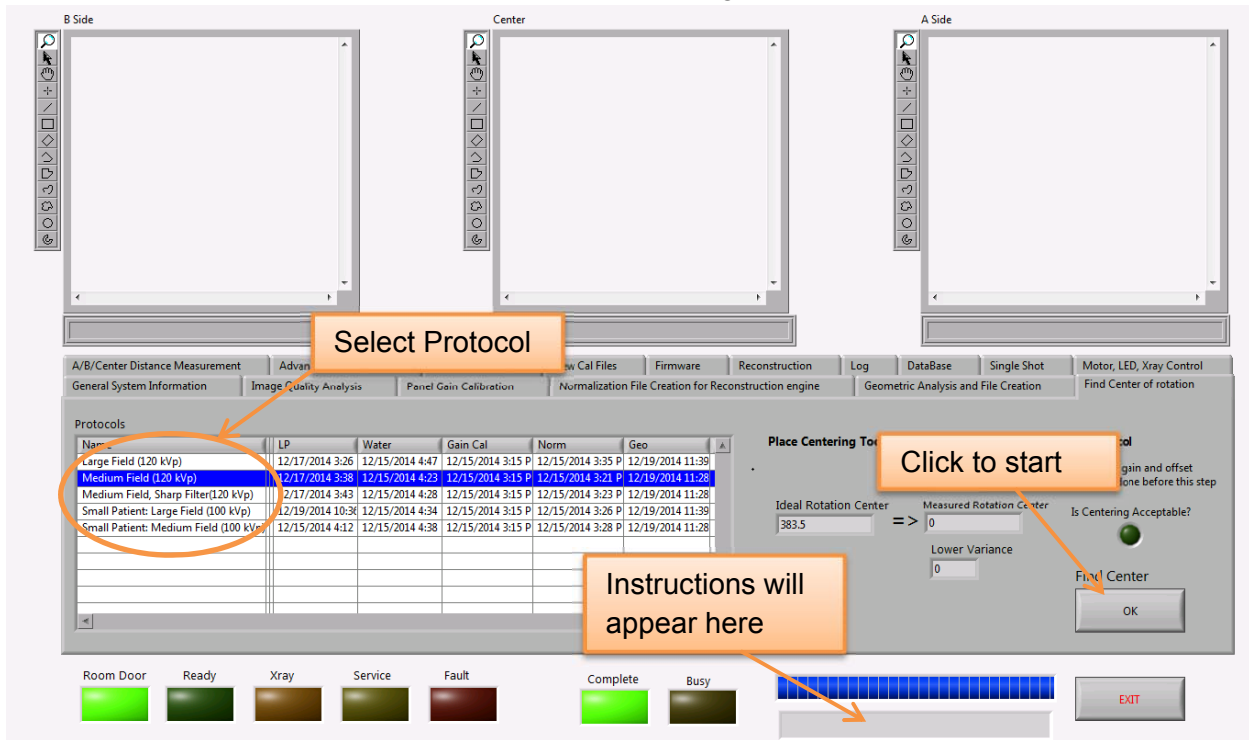 B Side
Center
A Side
Select Protocol
A/B/Center Distance Measurement
Cal Files
Firmware
Reconstruction
Log
DataBase
Single Shot
Motor, LED, Xray Control
General System Information
Image Quality Analysis
Panel Gain Calibration
Normalization File Creation for Reconstruction engine
Geometric Analysis and File Creation
Find Center of rotation
Protocols
Name LP Water Gain Cal Norm Geo
Large Field (120 kVp) 12/17/2014 3:26 12/15/2014 4:47 12/15/2014 3:15 P 12/15/2014 3:35 P 12/19/2014 11:39
Medium Field (120 kVp) 12/17/2014 3:38 12/15/2014 4:23 12/15/2014 3:15 P 12/15/2014 3:21 P 12/19/2014 11:28
Medium Field, Sharp Filter(120 kVp) 12/17/2014 3:43 12/15/2014 4:28 12/15/2014 3:15 P 12/15/2014 3:23 P 12/19/2014 11:28
Small Patient: Large Field (100 kVp) 12/19/2014 10:36 12/15/2014 4:34 12/15/2014 3:15 P 12/15/2014 3:26 P 12/19/2014 11:39
Small Patient: Medium Field (100 kVp) 12/15/2014 4:12 12/15/2014 4:38 12/15/2014 3:15 P 12/15/2014 3:28 P 12/19/2014 11:28
Place Centering
Click to start
gain and offset
done before this step
Ideal Rotation Center
383.5
=>
Measured Rotation Center
0
Is Centering Acceptable?
Lower Variance
0
Instructions will
appear here
Find Center
OK
Room Door
Ready
Xray
Service
Fault
Complete
Busy
EXIT